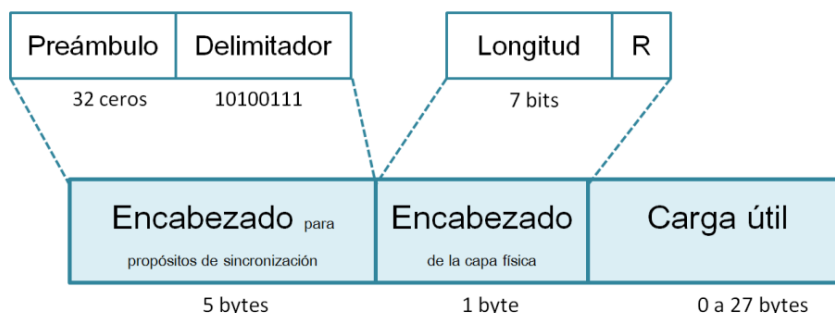 Preámbulo Delimitador Longitud R
32 ceros 10100111 7 bits
Encabezado para Encabezado Carga útil
propósitos de sincronización de la capa física
5 bytes 1 byte 0 a 27 bytes